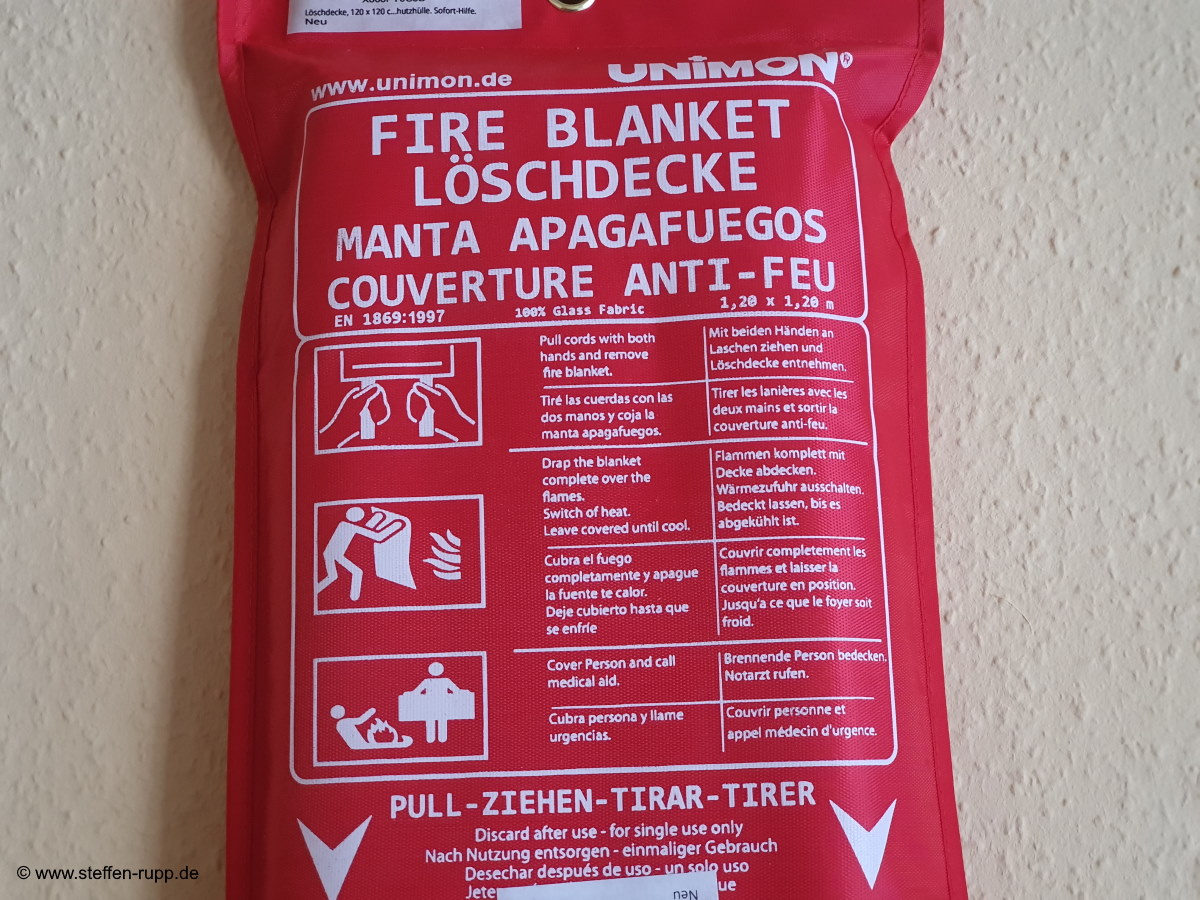 Löschdecke, 120 x 120 c...hutzhülle. Sofort-Hilfe.
Neu
www.unimon.de
UNiMON®
FIRE BLANKET
LÖSCHDECKE
MANTA APAGAFUEGOS
COUVERTURE ANTI-FEU
EN 1869:1997 100% Glass Fabric 1,20 x 1,20 m
Pull cords with both
hands and remove
fire blanket.
Mit beiden Händen an
Laschen ziehen und
Löschdecke entnehmen.
Tiré las cuerdas con las
dos manos y coja la
manta apagafuegos.
Tirer les lanières avec les
deux mains et sortir la
couverture anti-feu.
Drap the blanket
complete over the
flames.
Switch of heat.
Leave covered until cool.
Flammen komplett mit
Decke abdecken.
Wärmezufuhr ausschalten.
Bedeckt lassen, bis es
abgekühlt ist.
Cubra el fuego
completamente y apague
la fuente te calor.
Deje cubierto hasta que
se enfríe
Couvrir completement les
flammes et laisser la
couverture en position.
Jusqu'a ce que le foyer soit
froid.
Cover Person and call
medical aid.
Brennende Person bedecken.
Notarzt rufen.
Cubra persona y llame
urgencias.
Couvrir personne et
appel médecin d'urgence.
PULL-ZIEHEN-TIRAR-TIRER
Discard after use - for single use only
Nach Nutzung entsorgen - einmaliger Gebrauch
Desechar después de uso - un solo uso
Neu
© www.steffen-rupp.de